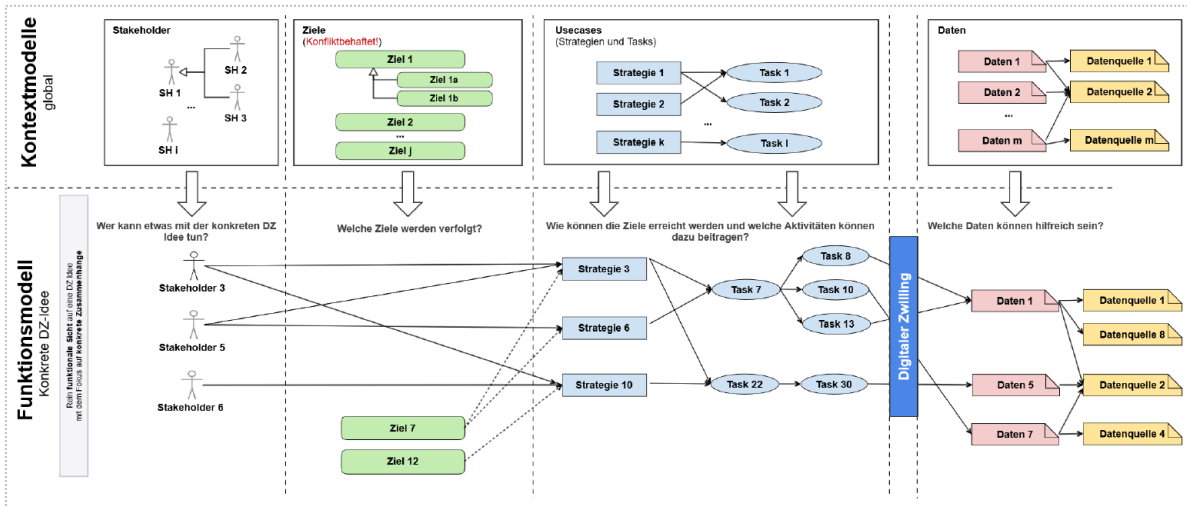 Kontextmodelle
global
Stakeholder
SH 1
SH 2
SH 3
...
SH i
Ziele
(Konfliktbehaftet!)
Ziel 1
Ziel 1a
Ziel 1b
Ziel 2
...
Ziel j
Usecases
(Strategien und Tasks)
Strategie 1
Task 1
Strategie 2
Task 2
...
Strategie k
Task l
Daten
Daten 1
Datenquelle 1
Daten 2
Datenquelle 2
...
Daten m
Datenquelle m
Funktionsmodell
Konkrete DZ-Idee
Rein funktionale Sicht auf eine DZ Idee
mit dem Fokus auf konkrete Zusammenhänge
Wer kann etwas mit der konkreten DZ
Idee tun?
Stakeholder
3
Stakeholder 5
Stakeholder 6
Welche Ziele werden verfolgt?
Ziel 7
Ziel 12
Wie können die Ziele erreicht werden und welche Aktivitäten können
dazu beitragen?
Strategie 3
Strategie 6
Strategie 10
Task 7
Task 8
Task 10
Task 13
Task 22
Task 30
Digitaler Zwilling
Welche Daten können hilfreich sein?
Daten 1
Datenquelle 1
Datenquelle 8
Daten 5
Datenquelle 2
Daten 7
Datenquelle 4